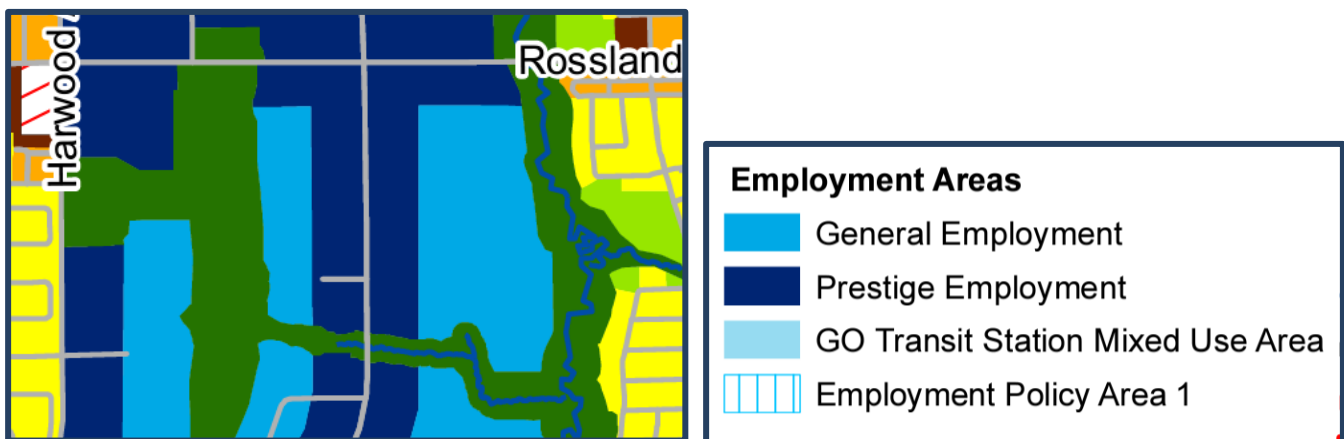 Harwood
Rossland
Employment Areas
General Employment
Prestige Employment
GO Transit Station Mixed Use Area
Employment Policy Area 1